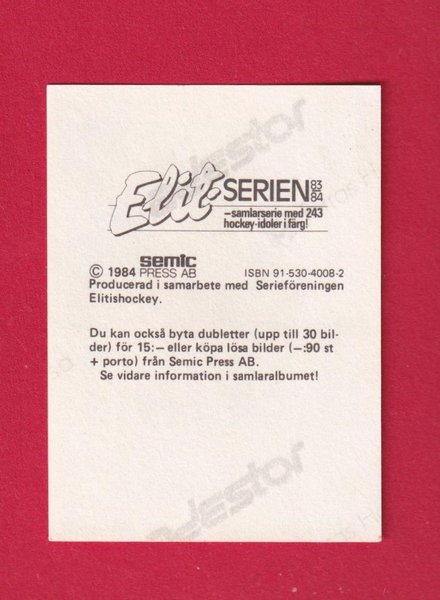 Elit-SERIEN 83 84
–samlarserie med 243
hockey-idoler i färg!
semic
© 1984 PRESS AB ISBN 91-530-4008-2
Producerad i samarbete med Serieföreningen
Elitishockey.
Du kan också byta dubletter (upp till 30 bil-
der) för 15:— eller köpa lösa bilder (–:90 st
+ porto) från Semic Press AB.
Se vidare information i samlaralbumet!